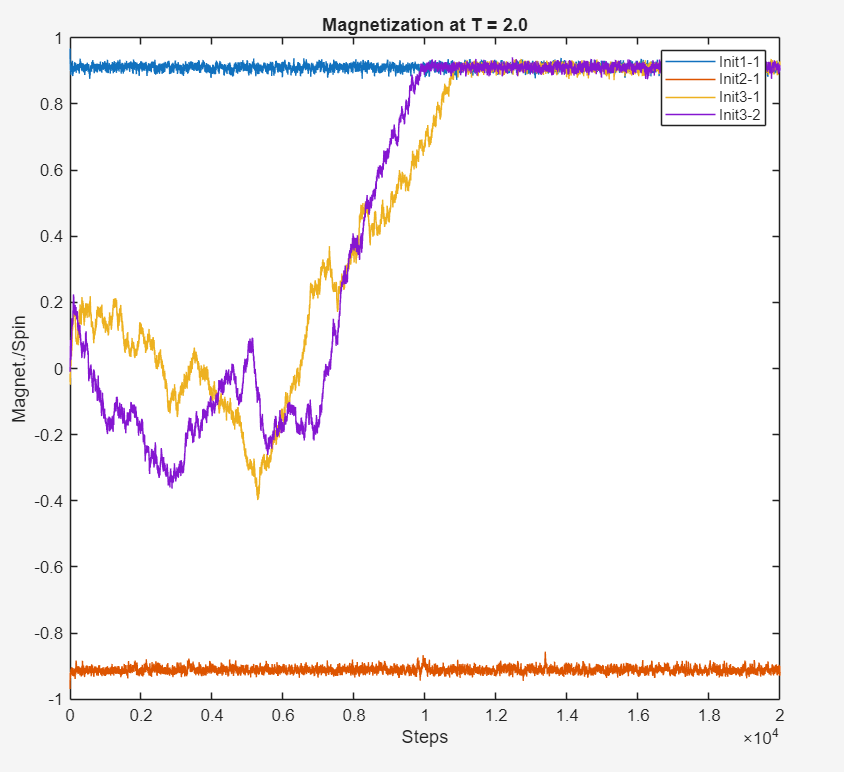 Magnetization at T = 2.0
Init1-1
Init2-1
Init3-1
Init3-2
Magnet./Spin
1
0.8
0.6
0.4
0.2
0
-0.2
-0.4
-0.6
-0.8
-1
0 0.2 0.4 0.6 0.8 1 1.2 1.4 1.6 1.8 2
Steps
×10⁴